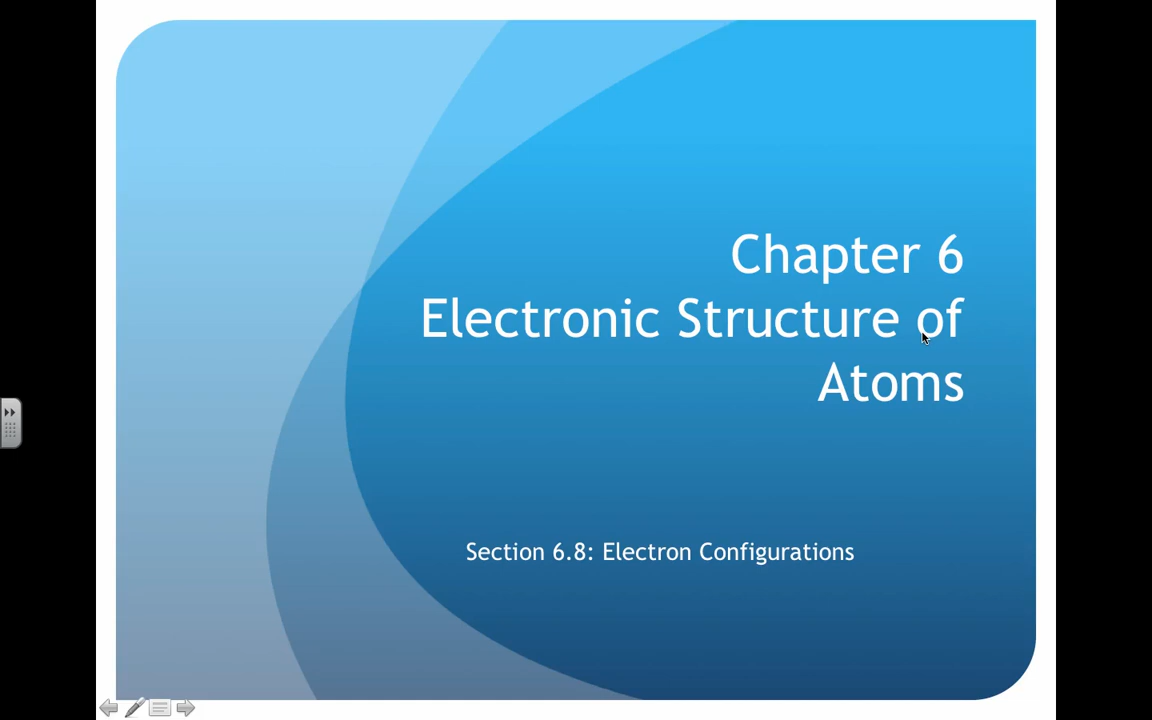 Chapter 6
Electronic Structure of
Atoms
Section 6.8: Electron Configurations